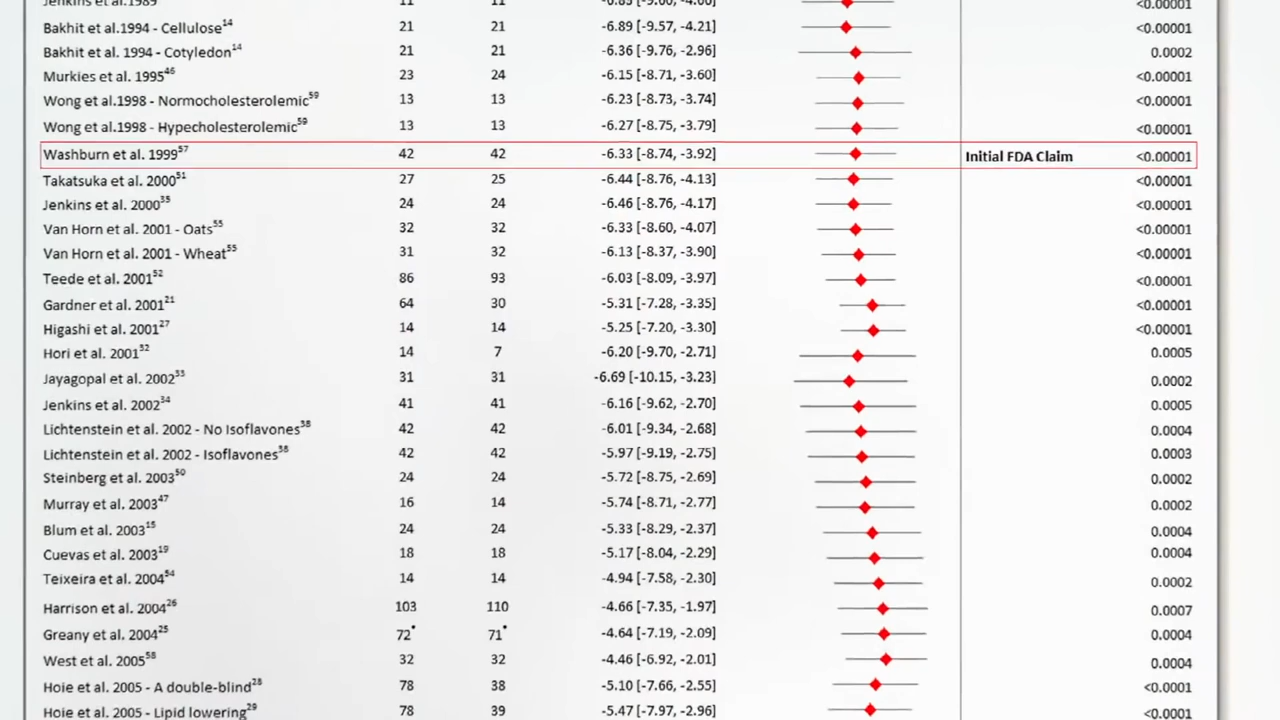 Jenkins et al.1989 11 11 <0.00001
Bakhit et al.1994 - Cellulose14 21 21 -6.89 [-9.57, -4.21] <0.00001
Bakhit et al. 1994 - Cotyledon14 21 21 -6.36 [-9.76, -2.96] 0.0002
Murkies et al. 199546 23 24 -6.15 [-8.71, -3.60] <0.00001
Wong et al.1998 - Normocholesterolemic59 13 13 -6.23 [-8.73, -3.74] <0.00001
Wong et al.1998 - Hypecholesterolemic59 13 13 -6.27 [-8.75, -3.79] <0.00001
Washburn et al. 199957 42 42 -6.33 [-8.74, -3.92] Initial FDA Claim <0.00001
Takatsuka et al. 200051 27 25 -6.44 [-8.76, -4.13] <0.00001
Jenkins et al. 200035 24 24 -6.46 [-8.76, -4.17] <0.00001
Van Horn et al. 2001 - Oats55 32 32 -6.33 [-8.60, -4.07] <0.00001
Van Horn et al. 2001 - Wheat55 31 32 -6.13 [-8.37, -3.90] <0.00001
Teede et al. 200152 86 93 -6.03 [-8.09, -3.97] <0.00001
Gardner et al. 200121 64 30 -5.31 [-7.28, -3.35] <0.00001
Higashi et al. 200127 14 14 -5.25 [-7.20, -3.30] <0.00001
Hori et al. 200132 14 7 -6.20 [-9.70, -2.71] 0.0005
Jayagopal et al. 200233 31 31 -6.69 [-10.15, -3.23] 0.0002
Jenkins et al. 200234 41 41 -6.16 [-9.62, -2.70] 0.0005
Lichtenstein et al. 2002 - No Isoflavones38 42 42 -6.01 [-9.34, -2.68] 0.0004
Lichtenstein et al. 2002 - Isoflavones38 42 42 -5.97 [-9.19, -2.75] 0.0003
Steinberg et al. 200350 24 24 -5.72 [-8.75, -2.69] 0.0002
Murray et al. 200347 16 14 -5.74 [-8.71, -2.77] 0.0002
Blum et al. 200315 24 24 -5.33 [-8.29, -2.37] 0.0004
Cuevas et al. 200319 18 18 -5.17 [-8.04, -2.29] 0.0004
Teixeira et al. 200454 14 14 -4.94 [-7.58, -2.30] 0.0002
Harrison et al. 200426 103 110 -4.66 [-7.35, -1.97] 0.0007
Greany et al. 200425 72* 71* -4.64 [-7.19, -2.09] 0.0004
West et al. 200558 32 32 -4.46 [-6.92, -2.01] 0.0004
Hoie et al. 2005 - A double-blind28 78 38 -5.10 [-7.66, -2.55] <0.0001
Hoie et al. 2005 - Lipid lowering29 78 39 -5.47 [-7.97, -2.96] <0.0001